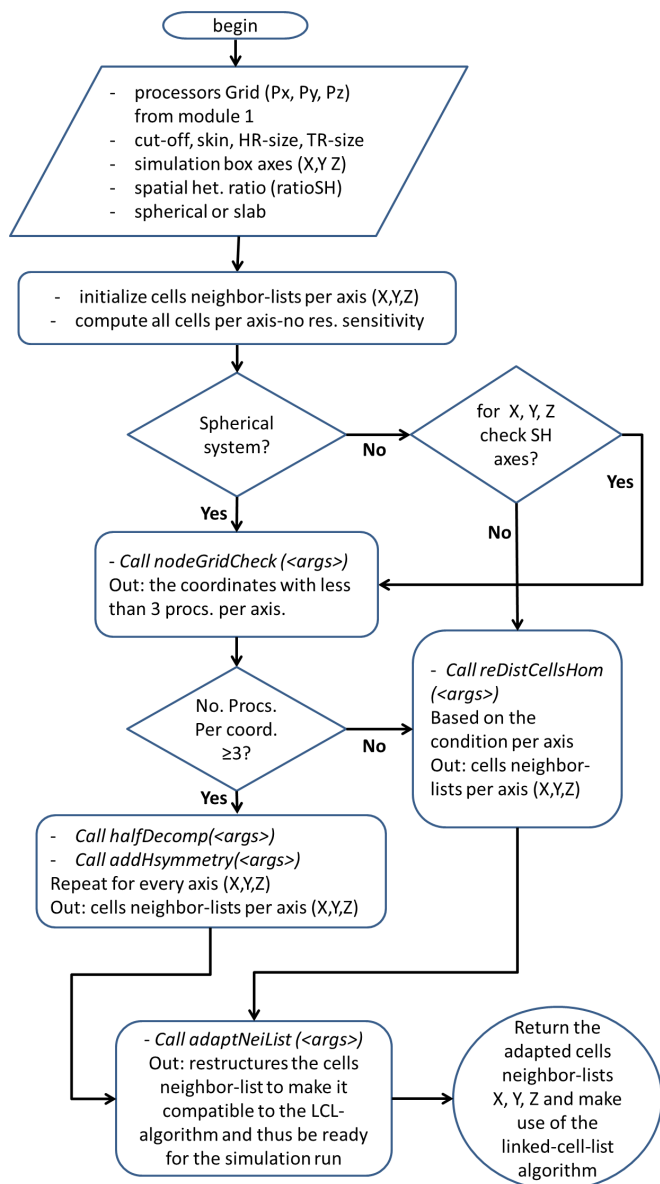 begin
- processors Grid (Px, Py, Pz)
from module 1
- cut-off, skin, HR-size, TR-size
- simulation box axes (X,Y Z)
- spatial het. ratio (ratioSH)
- spherical or slab
- initialize cells neighbor-lists per axis (X,Y,Z)
- compute all cells per axis-no res. sensitivity
Spherical
system?
No
for X, Y, Z
check SH
axes?
Yes
Yes
No
- Call nodeGridCheck (<args>)
Out: the coordinates with less
than 3 procs. per axis.
No. Procs.
Per coord.
≥3?
No
Yes
- Call reDistCellsHom
(<args>)
Based on the
condition per axis
Out: cells neighbor-
lists per axis (X,Y,Z)
- Call halfDecomp(<args>)
- Call addHsymmetry(<args>)
Repeat for every axis (X,Y,Z)
Out: cells neighbor-lists per axis (X,Y,Z)
- Call adaptNeiList (<args>)
Out: restructures the cells
neighbor-list to make it
compatible to the LCL-
algorithm and thus be ready
for the simulation run
Return the
adapted cells
neighbor-lists
X, Y, Z and make
use of the
linked-cell-list
algorithm